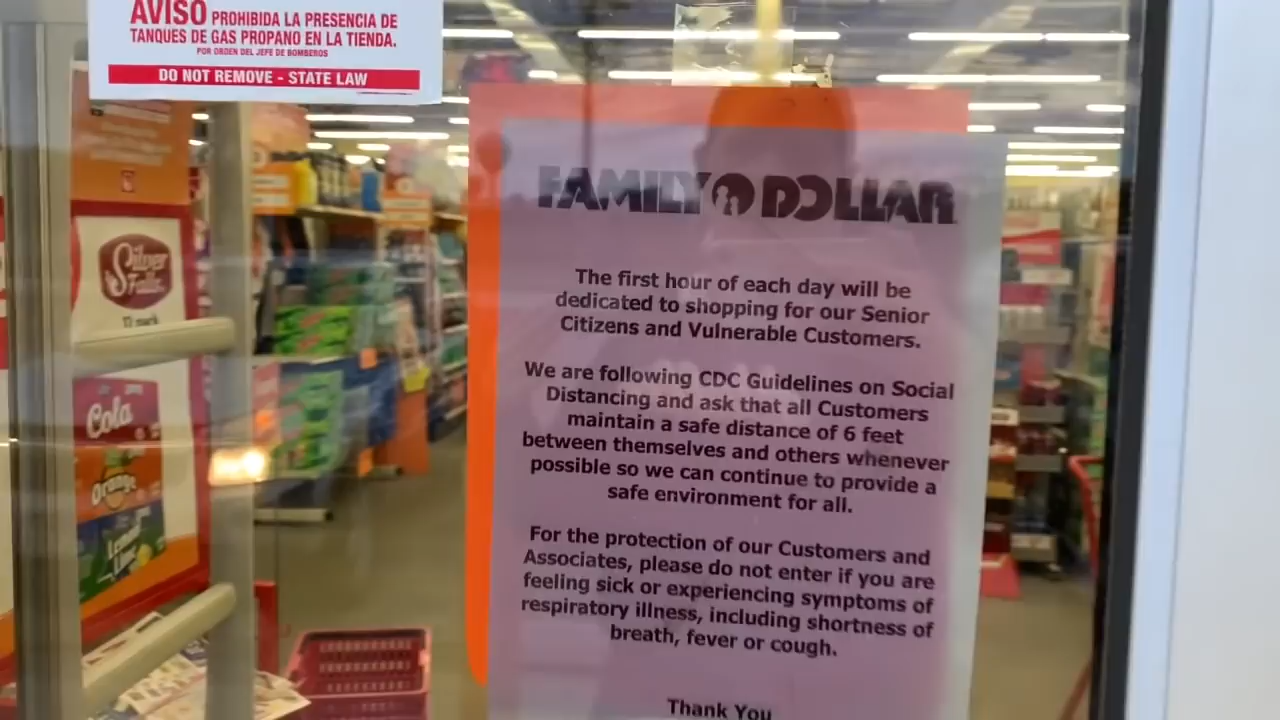 AVISO PROHIBIDA LA PRESENCIA DE
TANQUES DE GAS PROPANO EN LA TIENDA.
POR ORDEN DEL JEFE DE BOMBEROS
DO NOT REMOVE - STATE LAW
FAMILY DOLLAR
The first hour of each day will be
dedicated to shopping for our Senior
Citizens and Vulnerable Customers.
We are following CDC Guidelines on Social
Distancing and ask that all Customers
maintain a safe distance of 6 feet
between themselves and others whenever
possible so we can continue to provide a
safe environment for all.
For the protection of our Customers and
Associates, please do not enter if you are
feeling sick or experiencing symptoms of
respiratory illness, including shortness of
breath, fever or cough.
Thank You
Silver
Falls
12 pack
Cola
Orange
Lemon
Lime